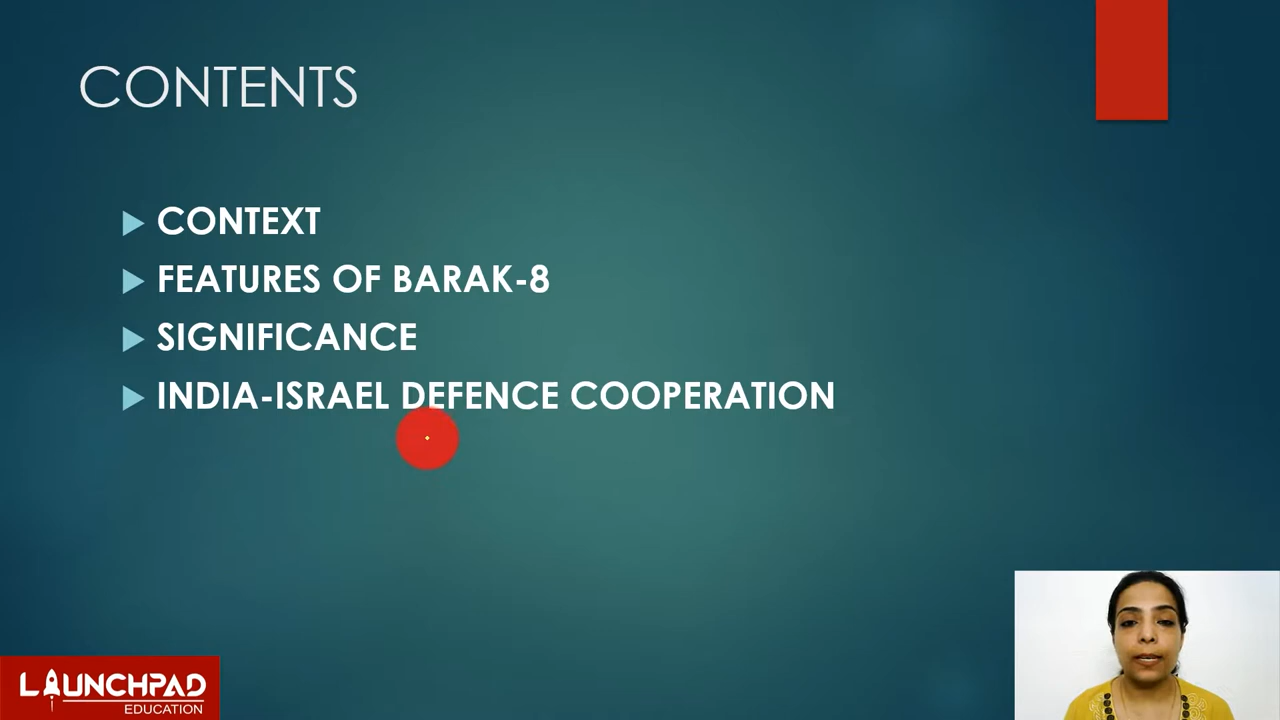 CONTENTS
CONTEXT
FEATURES OF BARAK-8
SIGNIFICANCE
INDIA-ISRAEL DEFENCE COOPERATION
LAUNCHPAD
EDUCATION